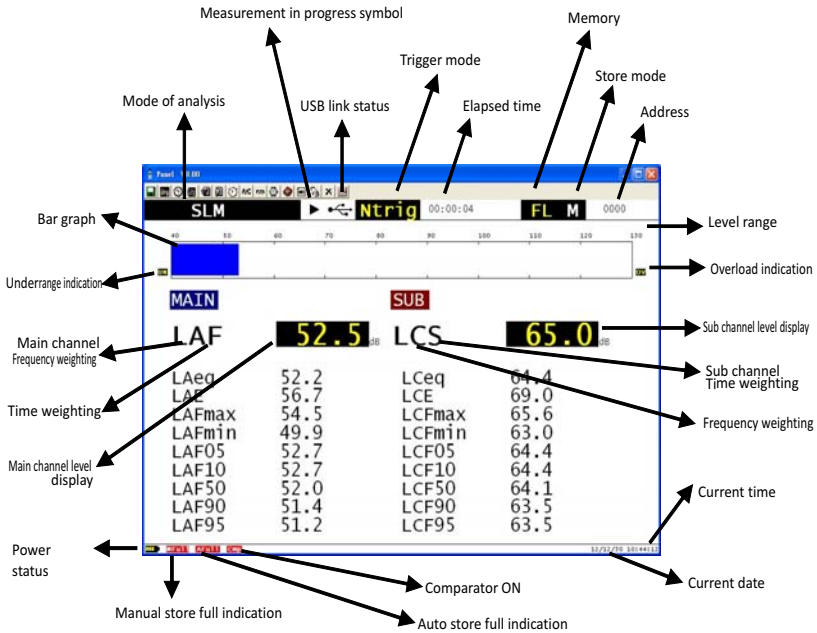 Measurement in progress symbol
Memory
Trigger mode
Store mode
Mode of analysis
USB link status
Elapsed time
Address
Panel V0.00
SLM Ntrig 00:00:04 FL M 0000
Bar graph
Level range
40 50 60 70 80 90 100 110 120 130
Underrange indication
Overload indication
MAIN SUB
LAF 52.5 dB LCS 65.0 dB
Main channel
Frequency weighting
Sub channel level display
Sub channel
Time weighting
Time weighting
Frequency weighting
Main channel level
display
LAeq 52.2 LCeq 64.4
LAE 56.7 LCE 69.0
LAFmax 54.5 LCFmax 65.6
LAFmin 49.9 LCFmin 63.0
LAF05 52.7 LCF05 64.4
LAF10 52.7 LCF10 64.4
LAF50 52.0 LCF50 64.1
LAF90 51.4 LCF90 63.5
LAF95 51.2 LCF95 63.5
Current time
Power
status
MFull AFull Cmp
Current date
Comparator ON
Manual store full indication
Auto store full indication